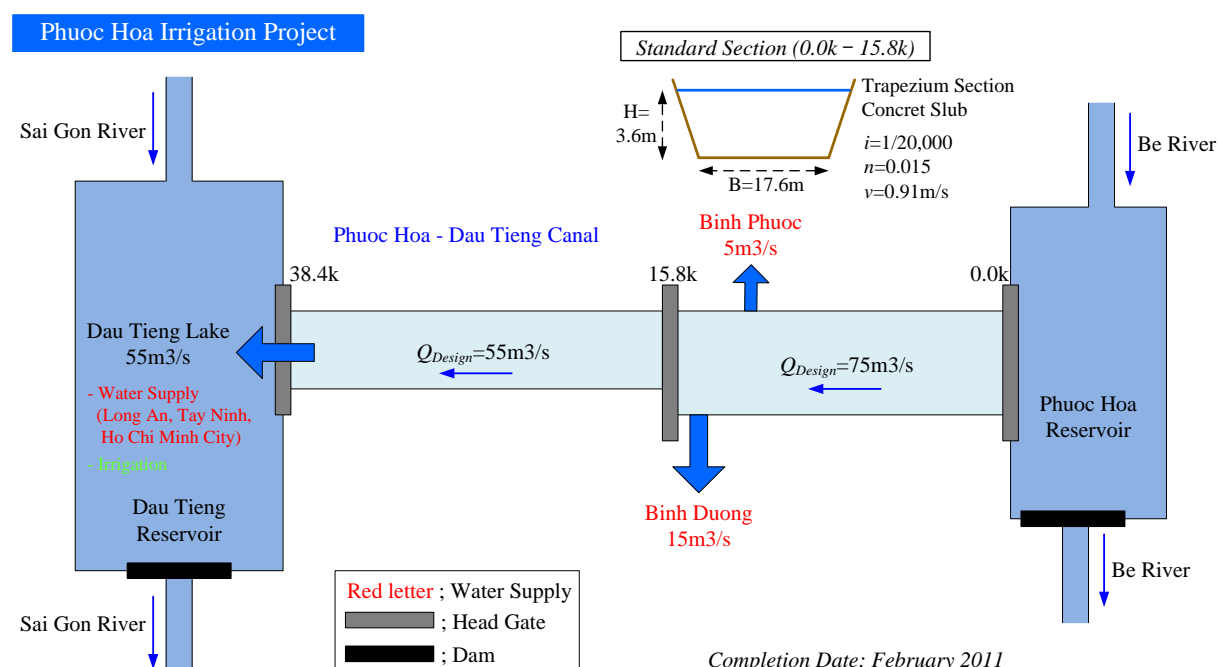 Phuoc Hoa Irrigation Project
Standard Section (0.0k − 15.8k)
Trapezium Section
Concret Slub
H=
3.6m
i=1/20,000
n=0.015
v=0.91m/s
B=17.6m
Sai Gon River
Be River
Binh Phuoc
5m3/s
Phuoc Hoa - Dau Tieng Canal
38.4k
15.8k
0.0k
Dau Tieng Lake
55m3/s
QDesign=55m3/s
QDesign=75m3/s
- Water Supply
(Long An, Tay Ninh,
Ho Chi Minh City)
- Irrigation
Phuoc Hoa
Reservoir
Dau Tieng
Reservoir
Binh Duong
15m3/s
Be River
Sai Gon River
Red letter ; Water Supply
; Head Gate
; Dam
Completion Date: February 2011